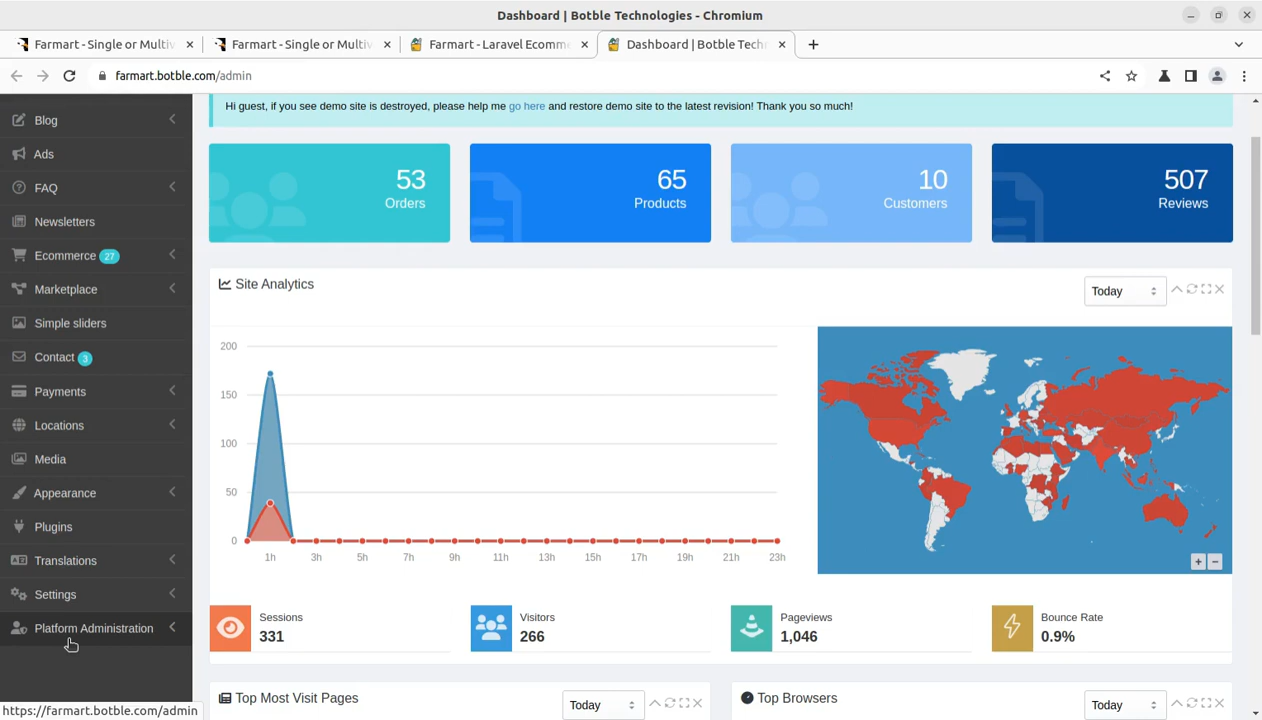 Dashboard | Botble Technologies - Chromium
Farmart - Single or Multiv
Farmart - Single or Multiv
Farmart - Laravel Ecomme
Dashboard | Botble Tech
farmart.botble.com/admin
Blog
Ads
FAQ
Newsletters
Ecommerce 27
Marketplace
Simple sliders
Contact 3
Payments
Locations
Media
Appearance
Plugins
Translations
Settings
Platform Administration
https://farmart.botble.com/admin
Hi guest, if you see demo site is destroyed, please help me go here and restore demo site to the latest revision! Thank you so much!
53
Orders
65
Products
10
Customers
507
Reviews
Site Analytics
Today
200
150
100
50
0
1h 3h 5h 7h 9h 11h 13h 15h 17h 19h 21h 23h
+ −
Sessions
331
Visitors
266
Pageviews
1,046
Bounce Rate
0.9%
Top Most Visit Pages
Today
Top Browsers
Today